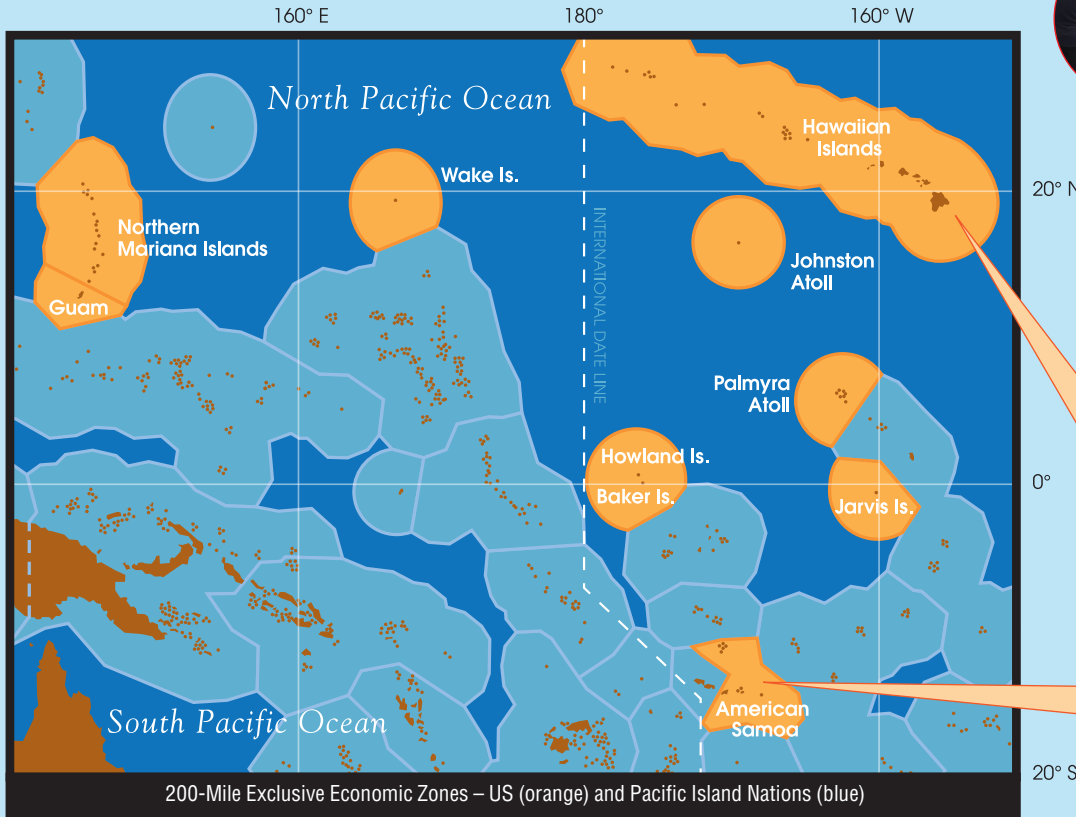 160° E
180°
160° W
North Pacific Ocean
Hawaiian
Islands
Wake Is.
20° N
Northern
Mariana Islands
INTERNATIONAL DATE LINE
Johnston
Atoll
Guam
Palmyra
Atoll
Howland Is.
0°
Baker Is.
Jarvis Is.
American
Samoa
South Pacific Ocean
20° S
200-Mile Exclusive Economic Zones – US (orange) and Pacific Island Nations (blue)